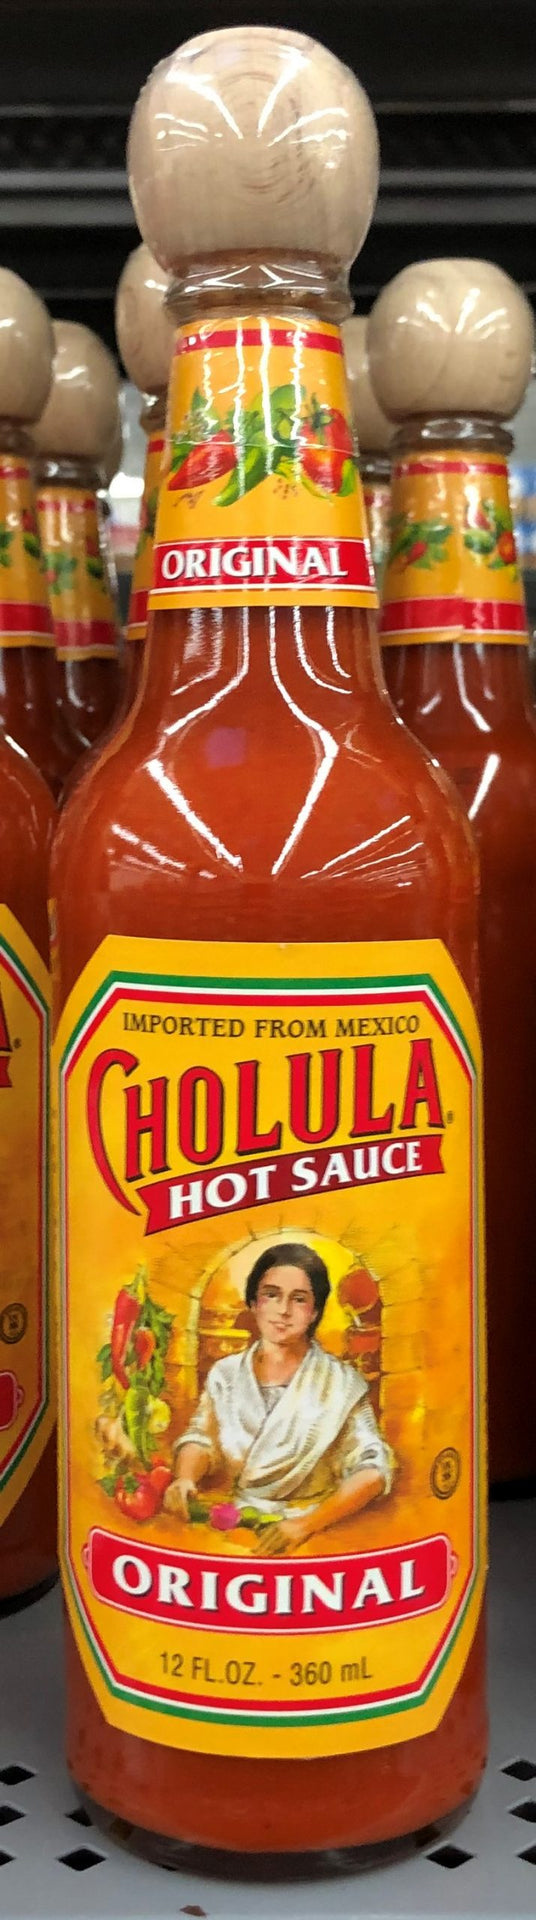 ORIGINAL
IMPORTED FROM MEXICO
CHOLULA®
HOT SAUCE
ORIGINAL
12 FL.OZ. - 360 mL